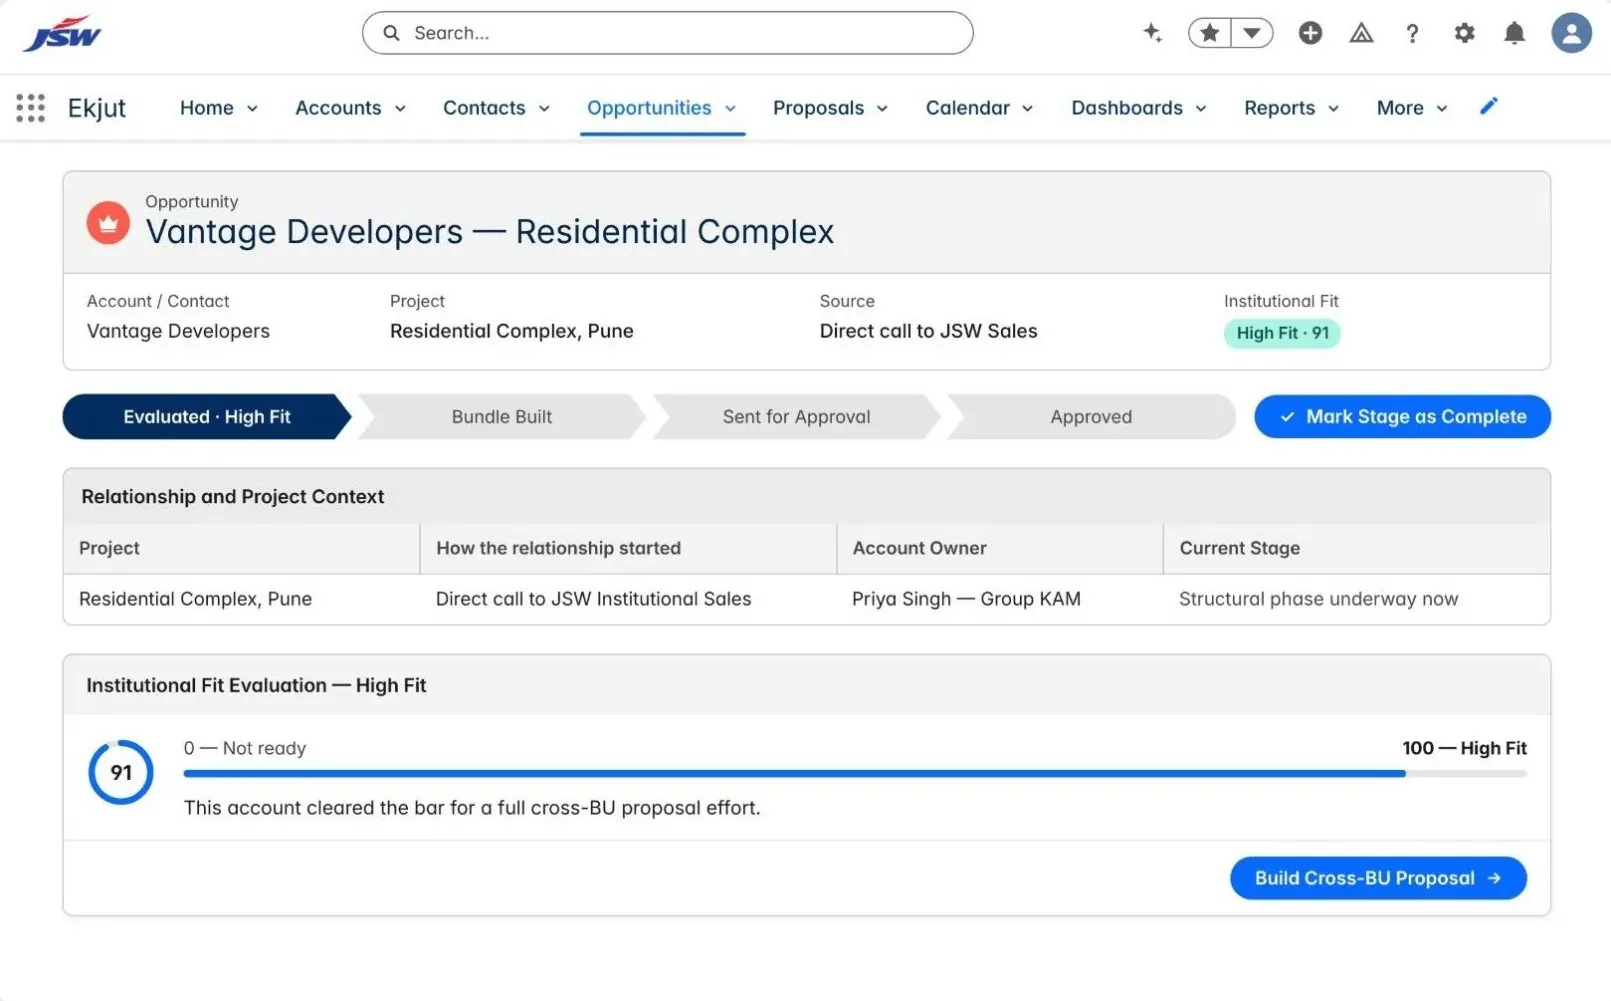 JSW
Search...
?
Ekjut
Home
Accounts
Contacts
Opportunities
Proposals
Calendar
Dashboards
Reports
More
Opportunity
Vantage Developers — Residential Complex
Account / Contact
Project
Source
Institutional Fit
Vantage Developers
Residential Complex, Pune
Direct call to JSW Sales
High Fit · 91
Evaluated · High Fit
Bundle Built
Sent for Approval
Approved
Mark Stage as Complete
Relationship and Project Context
Project
How the relationship started
Account Owner
Current Stage
Residential Complex, Pune
Direct call to JSW Institutional Sales
Priya Singh — Group KAM
Structural phase underway now
Institutional Fit Evaluation — High Fit
91
0 — Not ready
100 — High Fit
This account cleared the bar for a full cross-BU proposal effort.
Build Cross-BU Proposal →